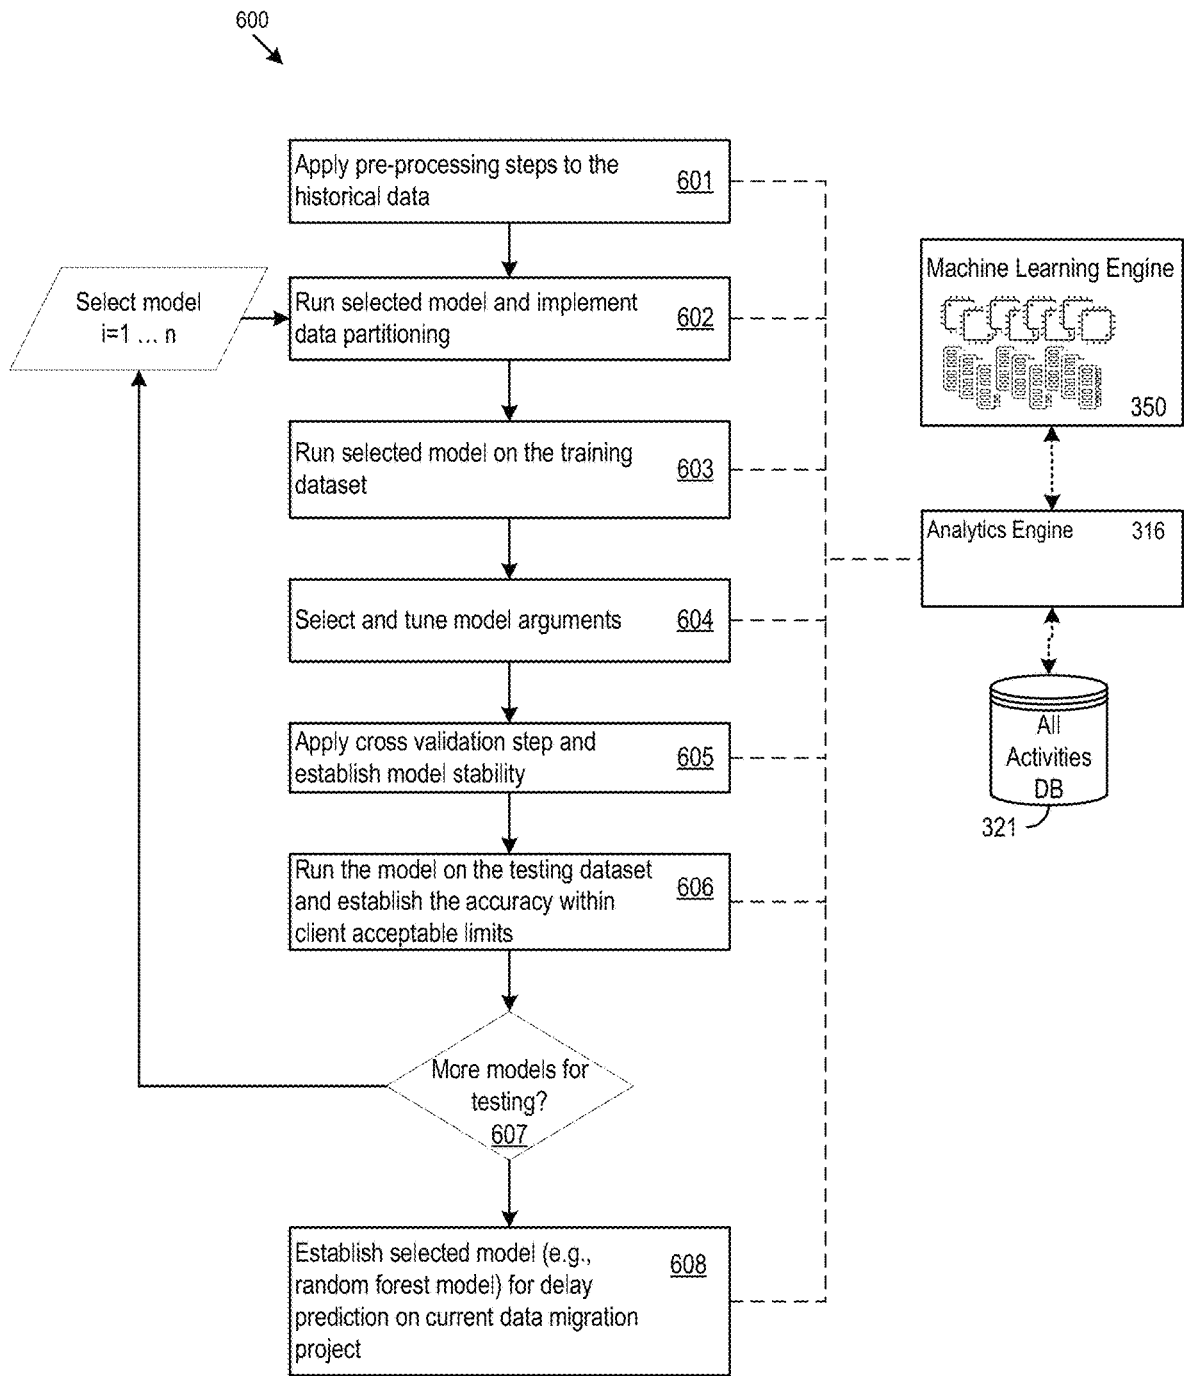 600
Apply pre-processing steps to the
historical data
601
Select model
i=1 ... n
Run selected model and implement
data partitioning
602
Machine Learning Engine
350
Run selected model on the training
dataset
603
Analytics Engine
316
Select and tune model arguments
604
All
Activities
DB
321
Apply cross validation step and
establish model stability
605
Run the model on the testing dataset
and establish the accuracy within
client acceptable limits
606
More models for
testing?
607
Establish selected model (e.g.,
random forest model) for delay
prediction on current data migration
project
608